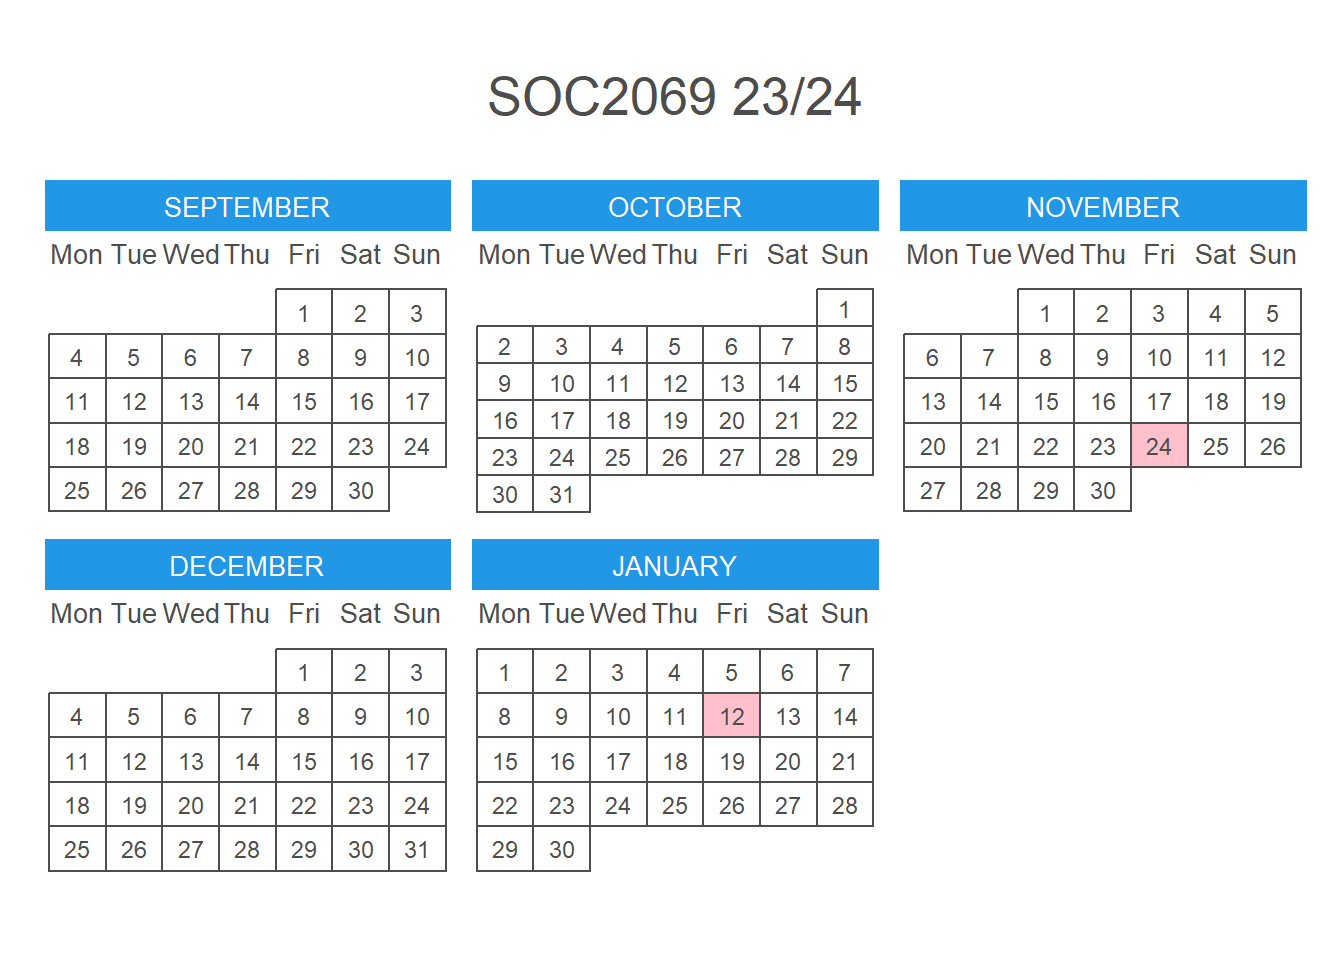 SOC2069 23/24
SEPTEMBER
Mon Tue Wed Thu Fri Sat Sun
1 2 3
4 5 6 7 8 9 10
11 12 13 14 15 16 17
18 19 20 21 22 23 24
25 26 27 28 29 30
OCTOBER
Mon Tue Wed Thu Fri Sat Sun
1
2 3 4 5 6 7 8
9 10 11 12 13 14 15
16 17 18 19 20 21 22
23 24 25 26 27 28 29
30 31
NOVEMBER
Mon Tue Wed Thu Fri Sat Sun
1 2 3 4 5
6 7 8 9 10 11 12
13 14 15 16 17 18 19
20 21 22 23 24 25 26
27 28 29 30
DECEMBER
Mon Tue Wed Thu Fri Sat Sun
1 2 3
4 5 6 7 8 9 10
11 12 13 14 15 16 17
18 19 20 21 22 23 24
25 26 27 28 29 30 31
JANUARY
Mon Tue Wed Thu Fri Sat Sun
1 2 3 4 5 6 7
8 9 10 11 12 13 14
15 16 17 18 19 20 21
22 23 24 25 26 27 28
29 30